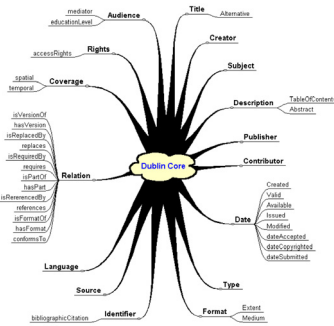 mediator
educationLevel
Audience
Title
Alternative
Creator
accessRights
Rights
Subject
spatial
temporal
Coverage
Description
TableOfContent
Abstract
isVersionOf
hasVersion
isReplacedBy
replaces
isRequiredBy
requires
isPartOf
hasPart
isRererencedBy
references
isFormatOf
hasFormat
conformsTo
Relation
Publisher
Contributor
Dublin Core
Date
Created
Valid
Available
Issued
Modified
dateAccepted
dateCopyrighted
dateSubmitted
Language
Source
Type
bibliographicCitation
Identifier
Format
Extent
Medium